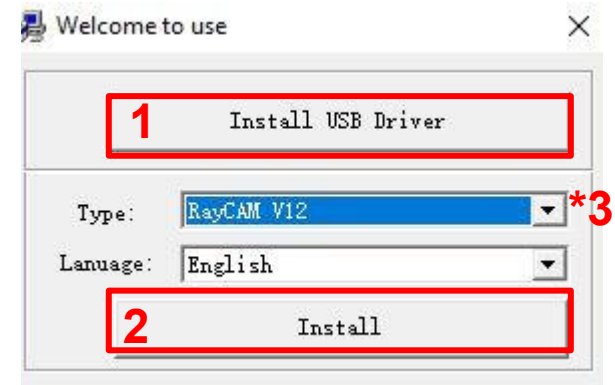 Welcome to use
1 Install USB Driver
Type: RayCAM V12 *3
Lanuage: English
2 Install